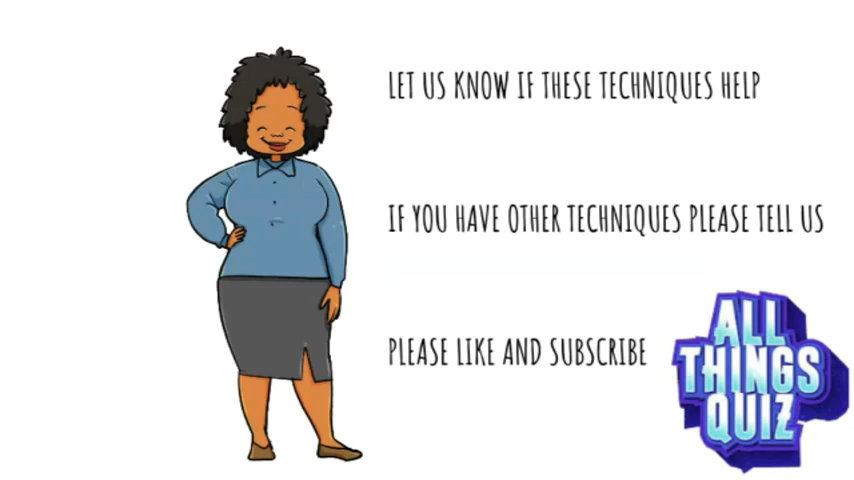 LET US KNOW IF THESE TECHNIQUES HELP
IF YOU HAVE OTHER TECHNIQUES PLEASE TELL US
PLEASE LIKE AND SUBSCRIBE
ALL
THINGS
QUIZ